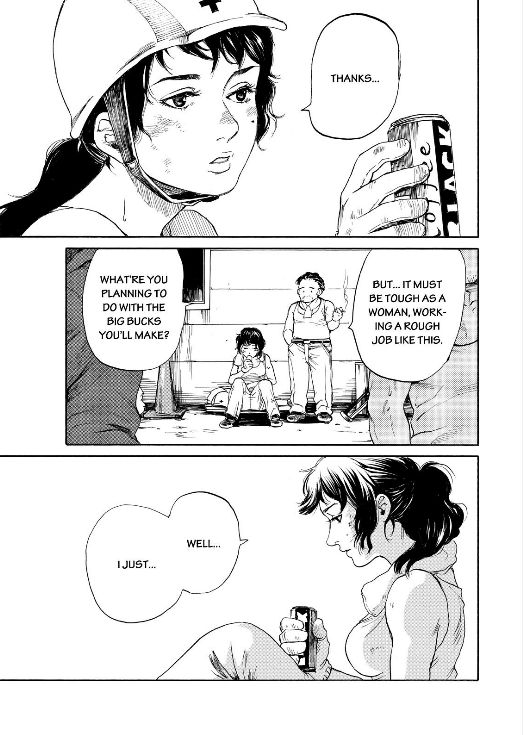 THANKS...
coffee
BLACK
BUT... IT MUST
BE TOUGH AS A
WOMAN, WORK-
ING A ROUGH
JOB LIKE THIS.
WHAT'RE YOU
PLANNING TO
DO WITH THE
BIG BUCKS
YOU'LL MAKE?
WELL...
I JUST...